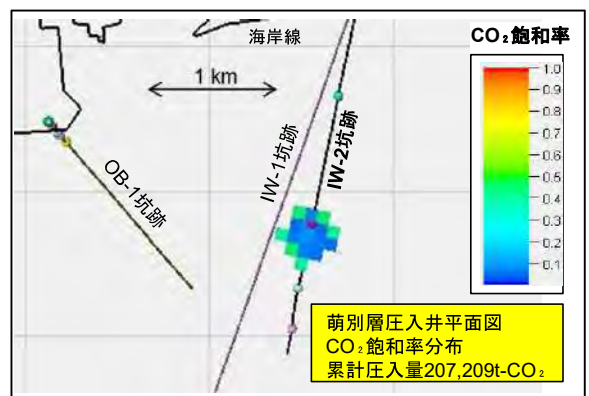 海岸線
CO₂飽和率
1 km
1.0
0.9
0.8
0.7
0.6
0.5
0.4
0.3
0.2
0.1
OB-1坑跡
IW-1坑跡
IW-2坑跡
萌別層圧入井平面図
CO₂飽和率分布
累計圧入量207,209t-CO₂